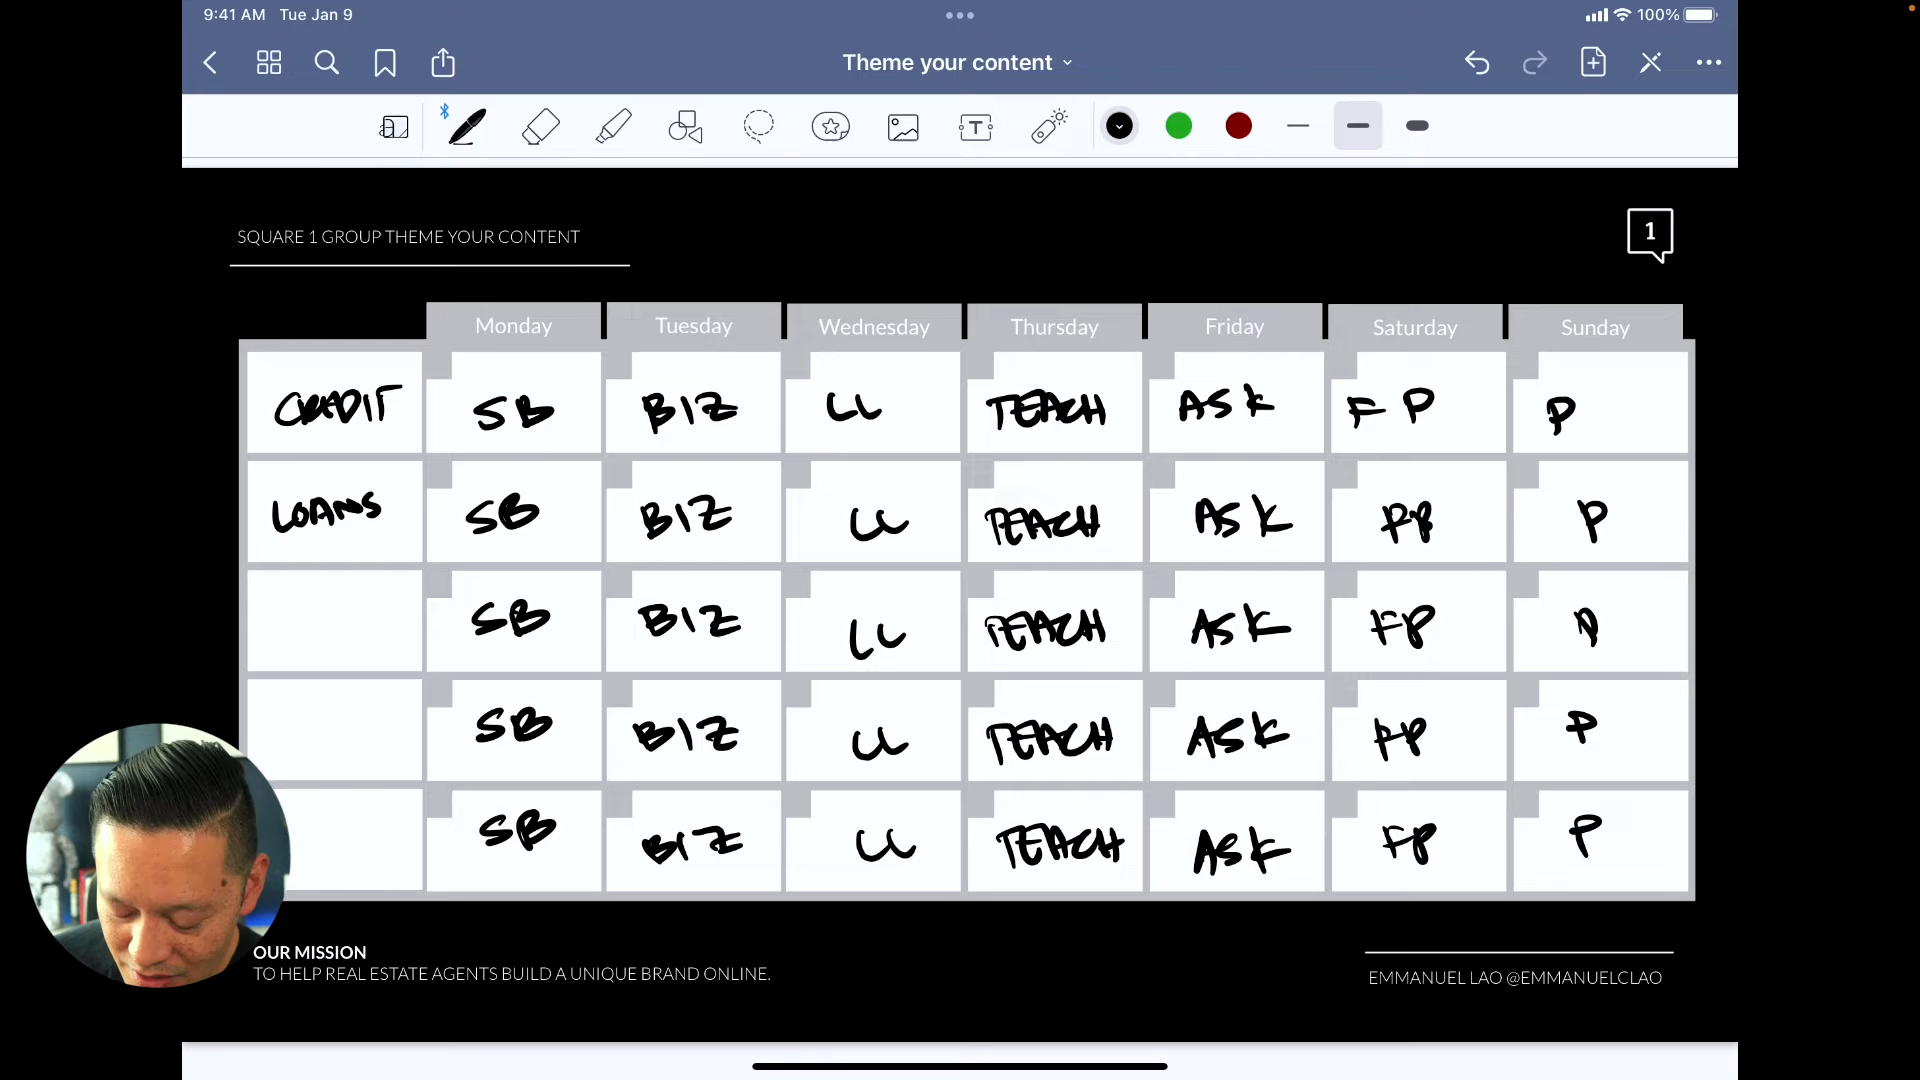 9:41 AM Tue Jan 9
100%
Theme your content
T
SQUARE 1 GROUP THEME YOUR CONTENT
1
Monday Tuesday Wednesday Thursday Friday Saturday Sunday
CREDIT SB BIZ LL TEACH ASK FP P
LOANS SB BIZ LL TEACH ASK FP P
SB BIZ LL TEACH ASK FP P
SB BIZ LL TEACH ASK FP P
SB BIZ LL TEACH ASK FP P
OUR MISSION
TO HELP REAL ESTATE AGENTS BUILD A UNIQUE BRAND ONLINE.
EMMANUEL LAO @EMMANUELCLAO